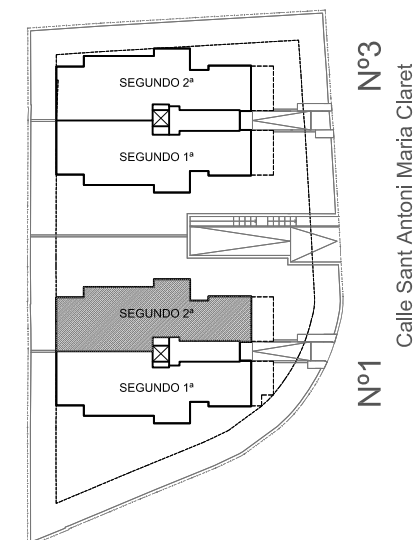 SEGUNDO 2ª
SEGUNDO 1ª
SEGUNDO 2ª
SEGUNDO 1ª
Nº3
Nº1
Calle Sant Antoni Maria Claret